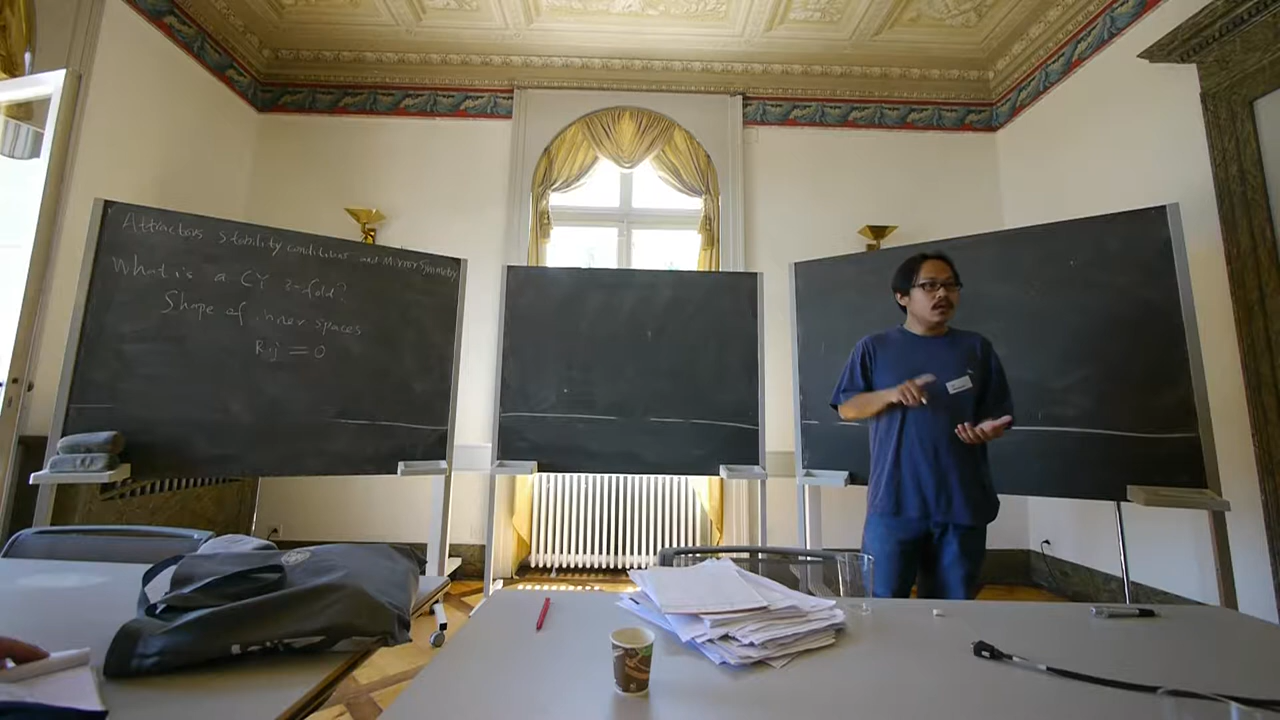 Attractors Stability conditions and Mirror Symmetry
What is a CY 3-fold?
Shape of inner spaces
Rij = 0